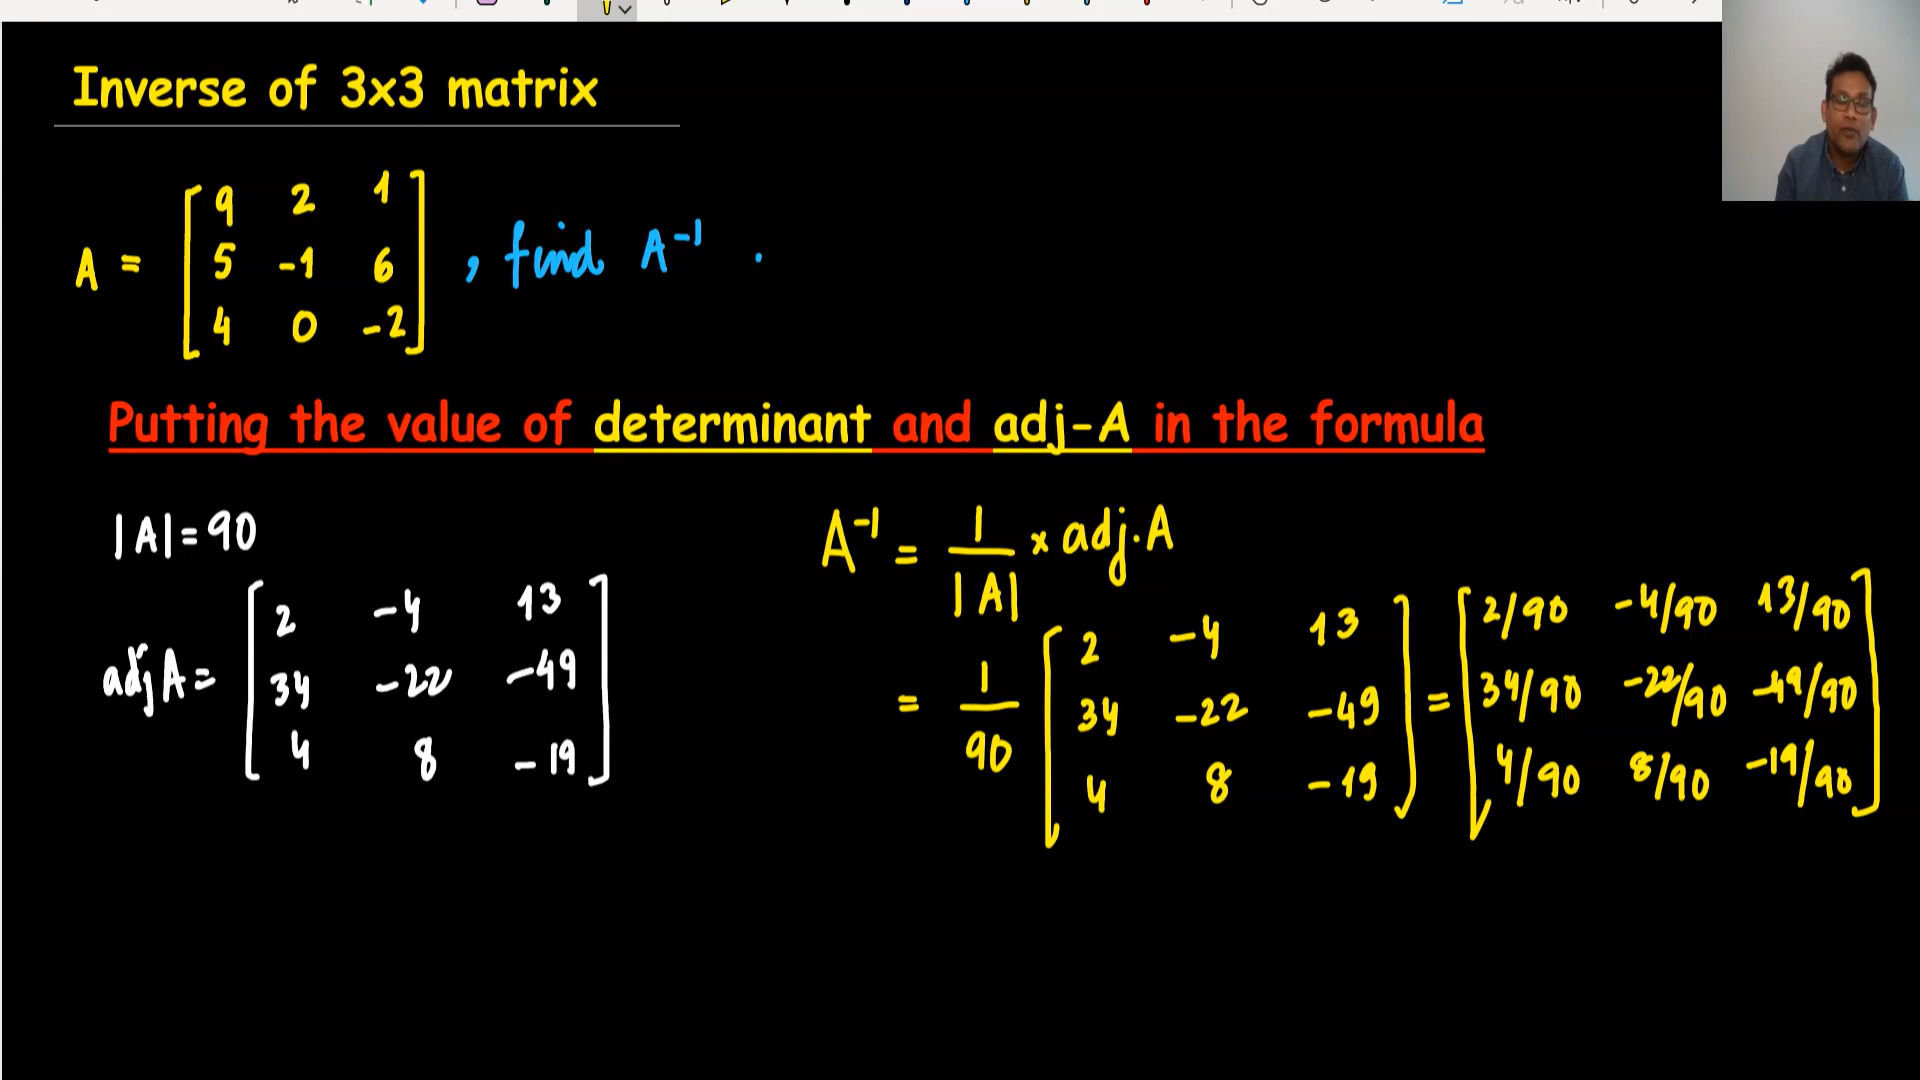 Inverse of 3x3 matrix
A = [ 9 2 1
5 -1 6
4 0 -2 ] , find A⁻¹ .
Putting the value of determinant and adj-A in the formula
|A| = 90
adj A = [ 2 -4 13
34 -22 -49
4 8 -19 ]
A⁻¹ = 1/|A| × adj.A
= 1/90 [ 2 -4 13
34 -22 -49
4 8 -19 ]
= [ 2/90 -4/90 13/90
34/90 -22/90 -49/90
4/90 8/90 -19/90 ]